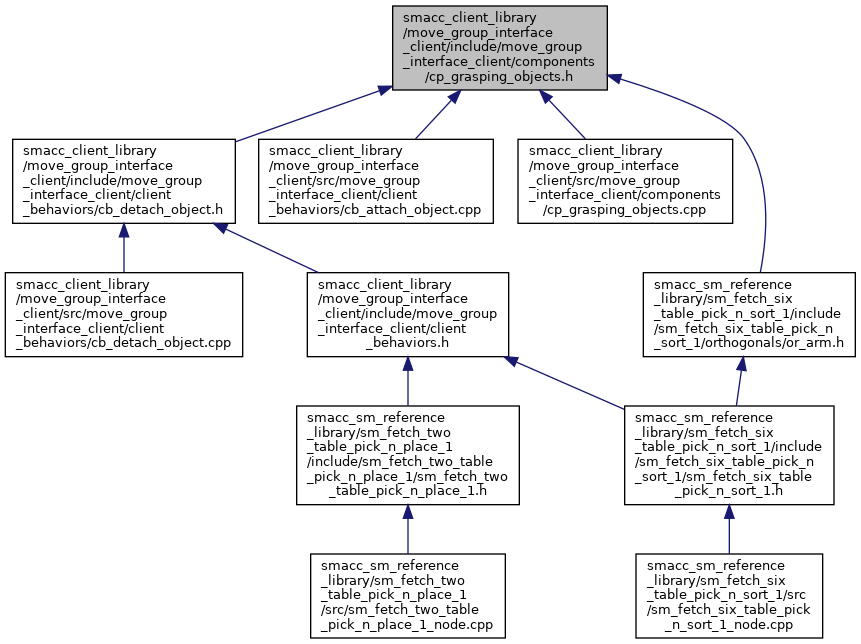 smacc_client_library
/move_group_interface
_client/include/move_group
_interface_client/components
/cp_grasping_objects.h
smacc_client_library
/move_group_interface
_client/include/move_group
_interface_client/client
_behaviors/cb_detach_object.h
smacc_client_library
/move_group_interface
_client/src/move_group
_interface_client/client
_behaviors/cb_attach_object.cpp
smacc_client_library
/move_group_interface
_client/src/move_group
_interface_client/components
/cp_grasping_objects.cpp
smacc_client_library
/move_group_interface
_client/src/move_group
_interface_client/client
_behaviors/cb_detach_object.cpp
smacc_client_library
/move_group_interface
_client/include/move_group
_interface_client/client
_behaviors.h
smacc_sm_reference
_library/sm_fetch_six
_table_pick_n_sort_1/include
/sm_fetch_six_table_pick_n
_sort_1/orthogonals/or_arm.h
smacc_sm_reference
_library/sm_fetch_two
_table_pick_n_place_1
/include/sm_fetch_two_table
_pick_n_place_1/sm_fetch_two
_table_pick_n_place_1.h
smacc_sm_reference
_library/sm_fetch_six
_table_pick_n_sort_1/include
/sm_fetch_six_table_pick_n
_sort_1/sm_fetch_six_table
_pick_n_sort_1.h
smacc_sm_reference
_library/sm_fetch_two
_table_pick_n_place_1
/src/sm_fetch_two_table
_pick_n_place_1_node.cpp
smacc_sm_reference
_library/sm_fetch_six
_table_pick_n_sort_1/src
/sm_fetch_six_table_pick
_n_sort_1_node.cpp